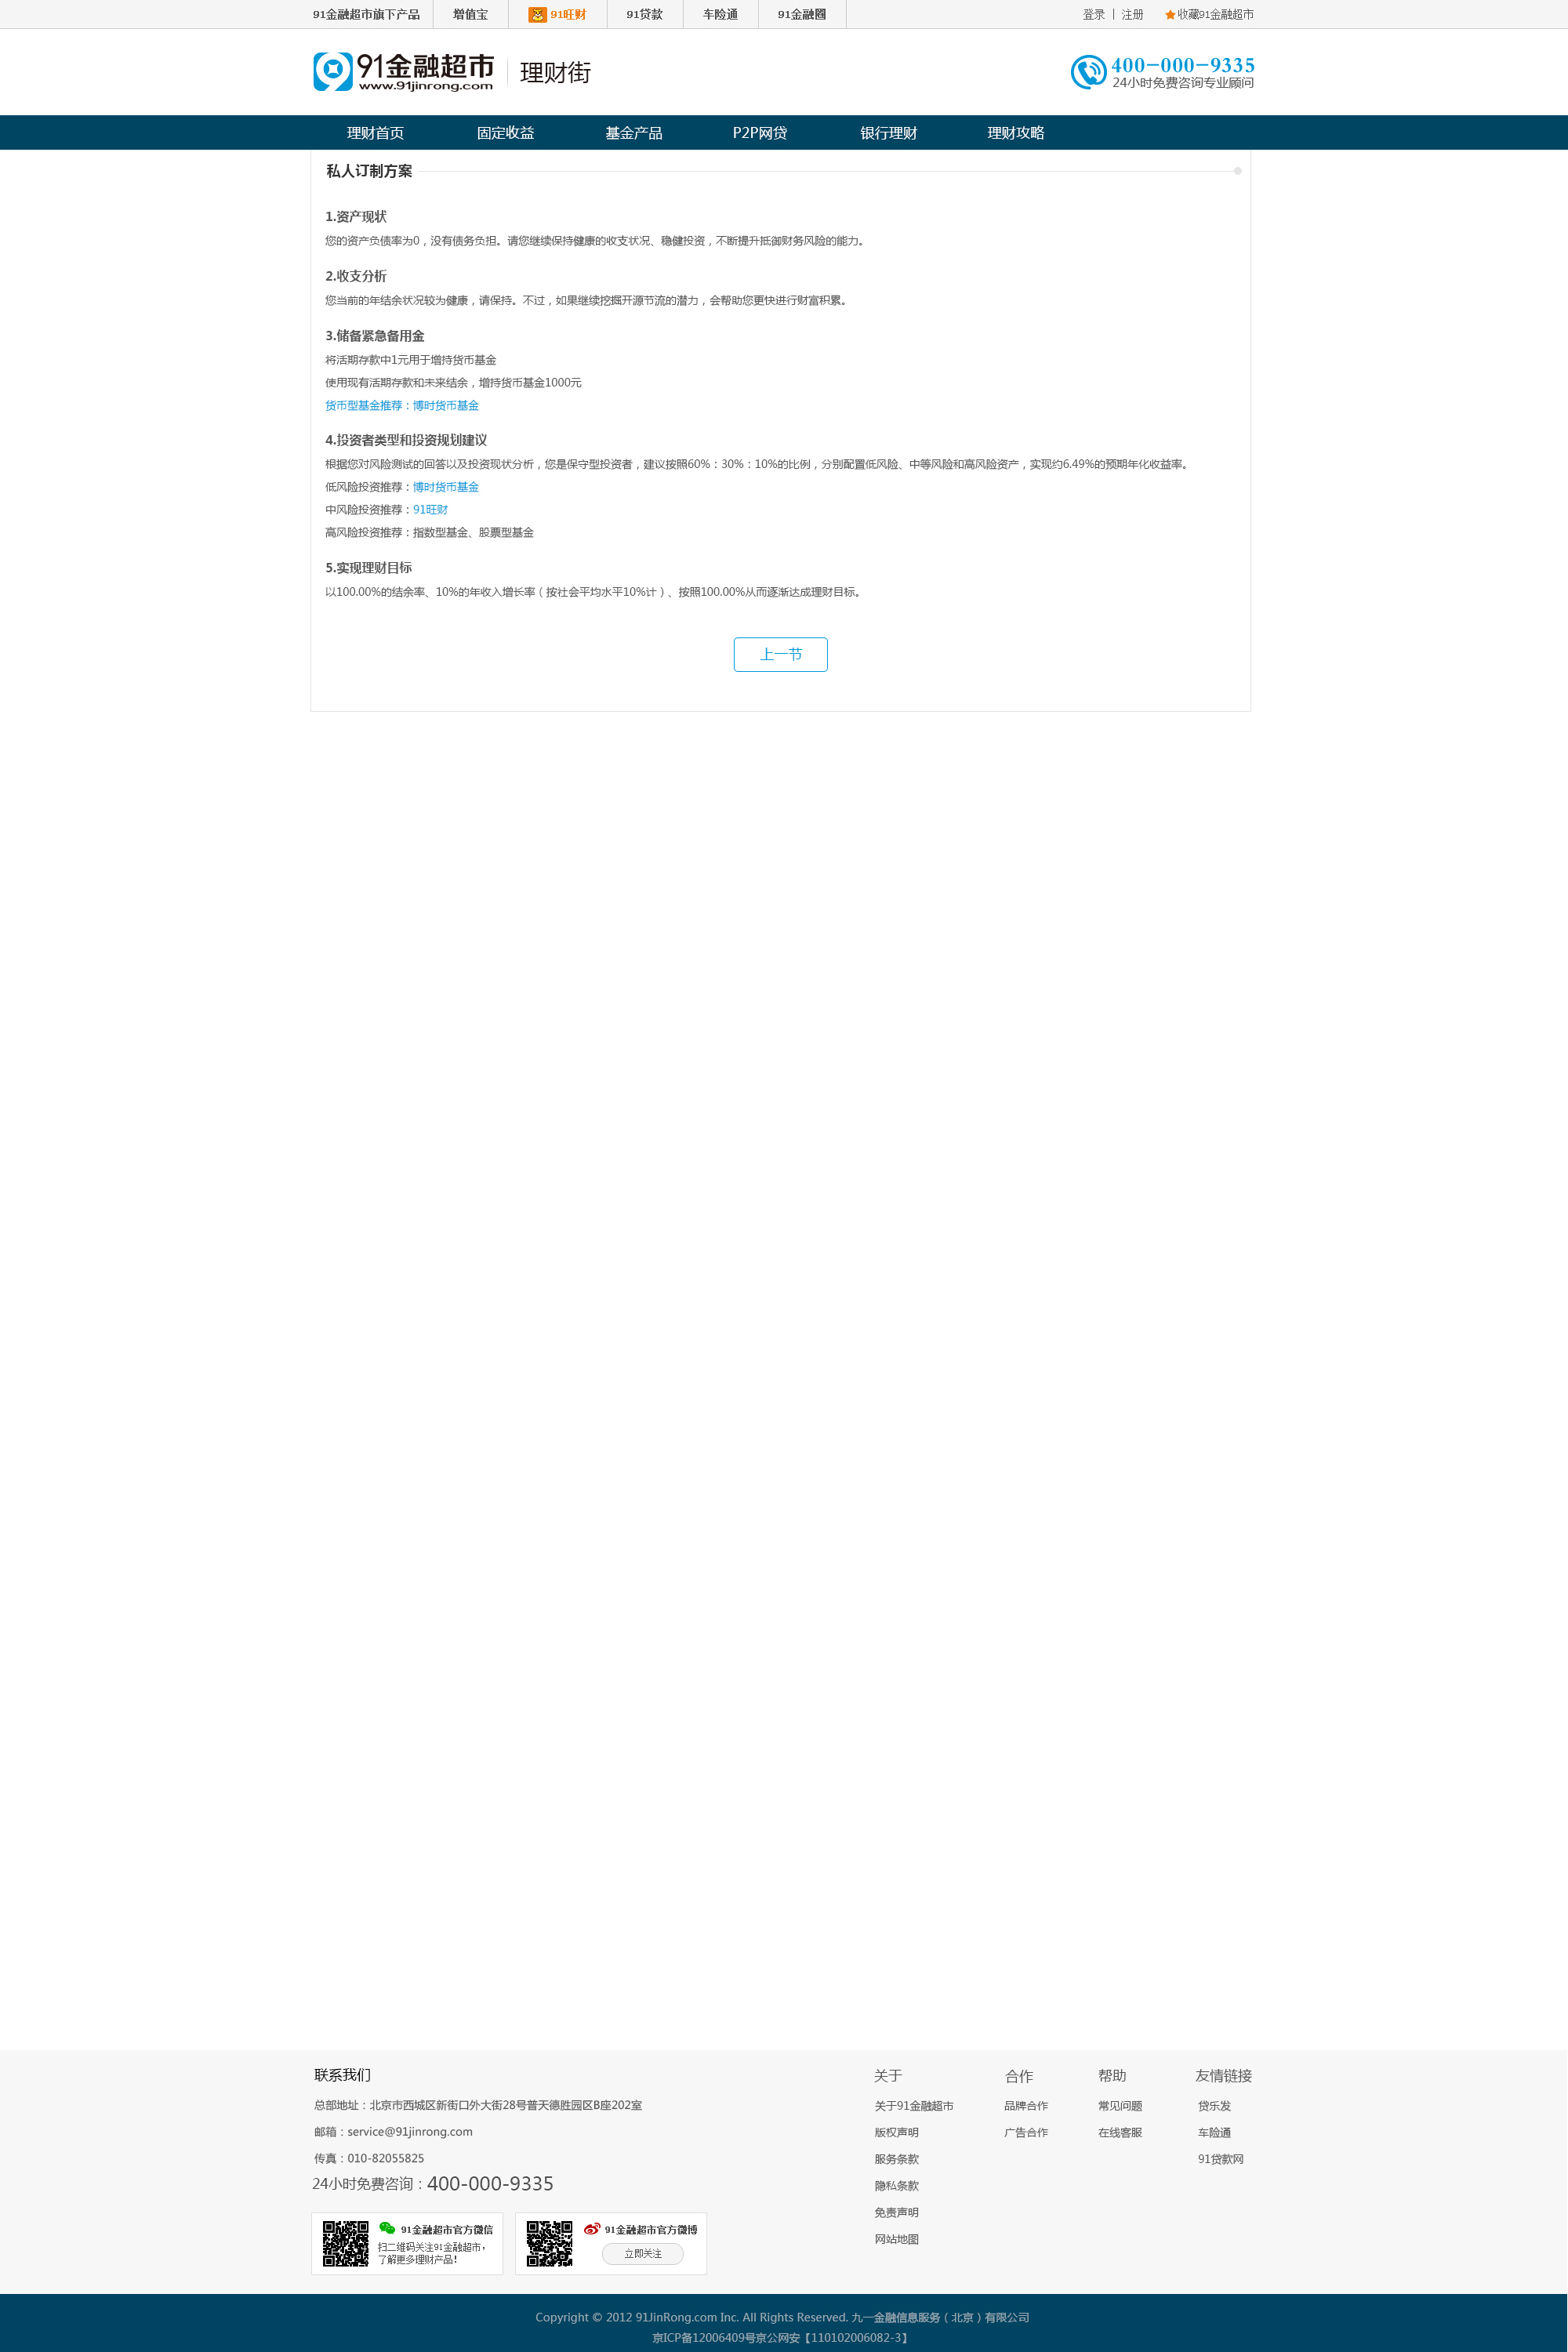 91金融超市旗下产品 增值宝 91旺财 91贷款 车险通 91金融圈 登录 | 注册 收藏91金融超市
91金融超市
www.91jinrong.com
理财街
400-000-9335
24小时免费咨询专业顾问
理财首页 固定收益 基金产品 P2P网贷 银行理财 理财攻略
私人订制方案
1.资产现状
您的资产负债率为0，没有债务负担。请您继续保持健康的收支状况、稳健投资，不断提升抵御财务风险的能力。
2.收支分析
您当前的年结余状况较为健康，请保持。不过，如果继续挖掘开源节流的潜力，会帮助您更快进行财富积累。
3.储备紧急备用金
将活期存款中1元用于增持货币基金
使用现有活期存款和未来结余，增持货币基金1000元
货币型基金推荐：博时货币基金
4.投资者类型和投资规划建议
根据您对风险测试的回答以及投资现状分析，您是保守型投资者，建议按照60%：30%：10%的比例，分别配置低风险、中等风险和高风险资产，实现约6.49%的预期年化收益率。
低风险投资推荐：博时货币基金
中风险投资推荐：91旺财
高风险投资推荐：指数型基金、股票型基金
5.实现理财目标
以100.00%的结余率、10%的年收入增长率（按社会平均水平10%计）、按照100.00%从而逐渐达成理财目标。
上一节
联系我们
总部地址：北京市西城区新街口外大街28号普天德胜园区B座202室
邮箱：service@91jinrong.com
传真：010-82055825
24小时免费咨询：400-000-9335
91金融超市官方微信
扫二维码关注91金融超市，
了解更多理财产品！
91金融超市官方微博
立即关注
关于 合作 帮助 友情链接
关于91金融超市 品牌合作 常见问题 贷乐发
版权声明 广告合作 在线客服 车险通
服务条款 91贷款网
隐私条款
免责声明
网站地图
Copyright © 2012 91JinRong.com Inc. All Rights Reserved. 九一金融信息服务（北京）有限公司
京ICP备12006409号京公网安【110102006082-3】